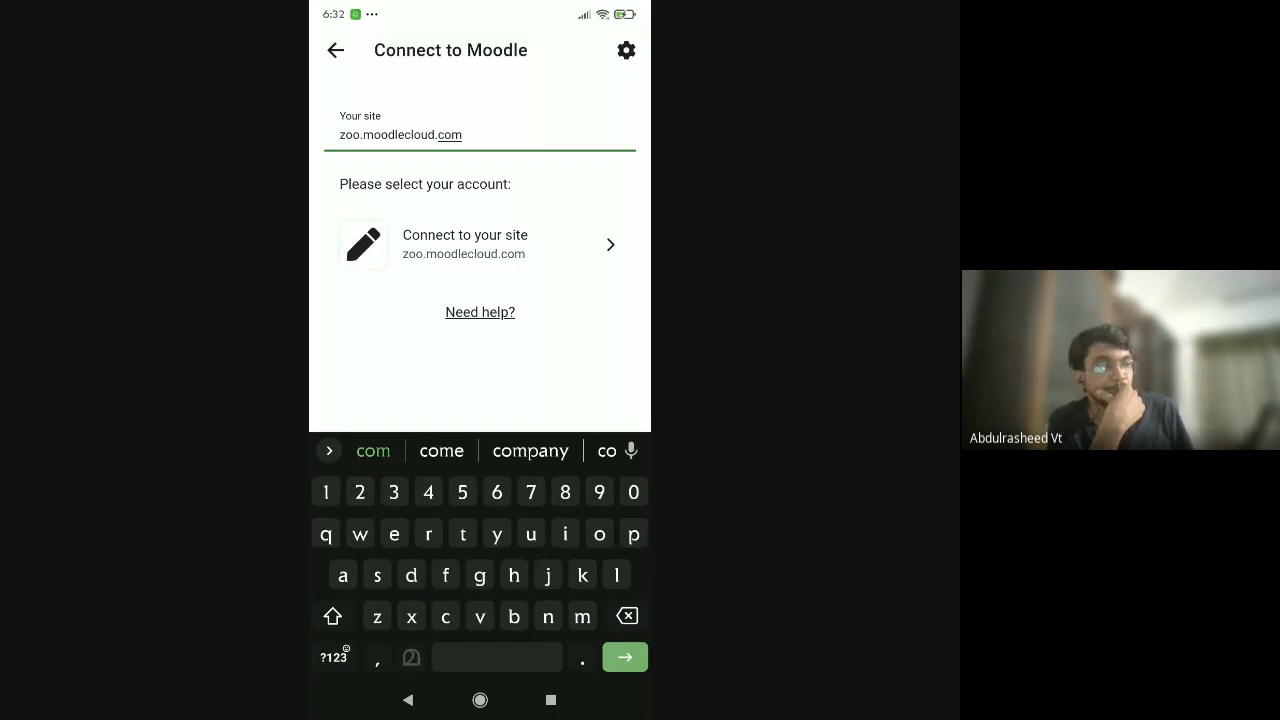 6:32
Connect to Moodle
Your site
zoo.moodlecloud.com
Please select your account:
Connect to your site
zoo.moodlecloud.com
Need help?
com come company co
1 2 3 4 5 6 7 8 9 0
q w e r t y u i o p
a s d f g h j k l
z x c v b n m
?123 , മ .
Abdulrasheed Vt